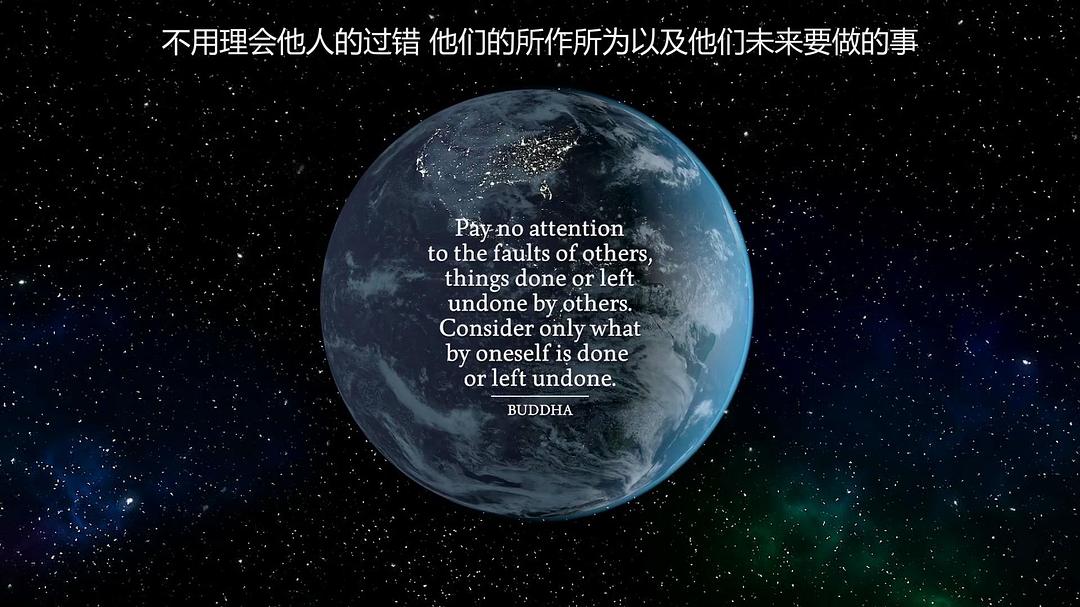 不用理会他人的过错 他们的所作所为以及他们未来要做的事
Pay no attention
to the faults of others,
things done or left
undone by others.
Consider only what
by oneself is done
or left undone.
BUDDHA